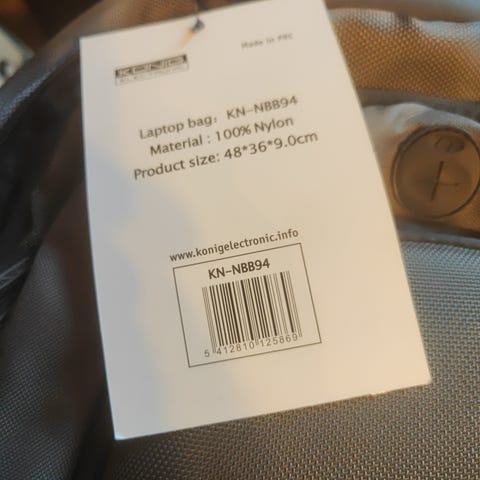 Made in PRC
KÖNIG
ELECTRONIC
Laptop bag: KN-NBB94
Material : 100% Nylon
Product size: 48*36*9.0cm
www.konigelectronic.info
KN-NBB94
5 412810 125869